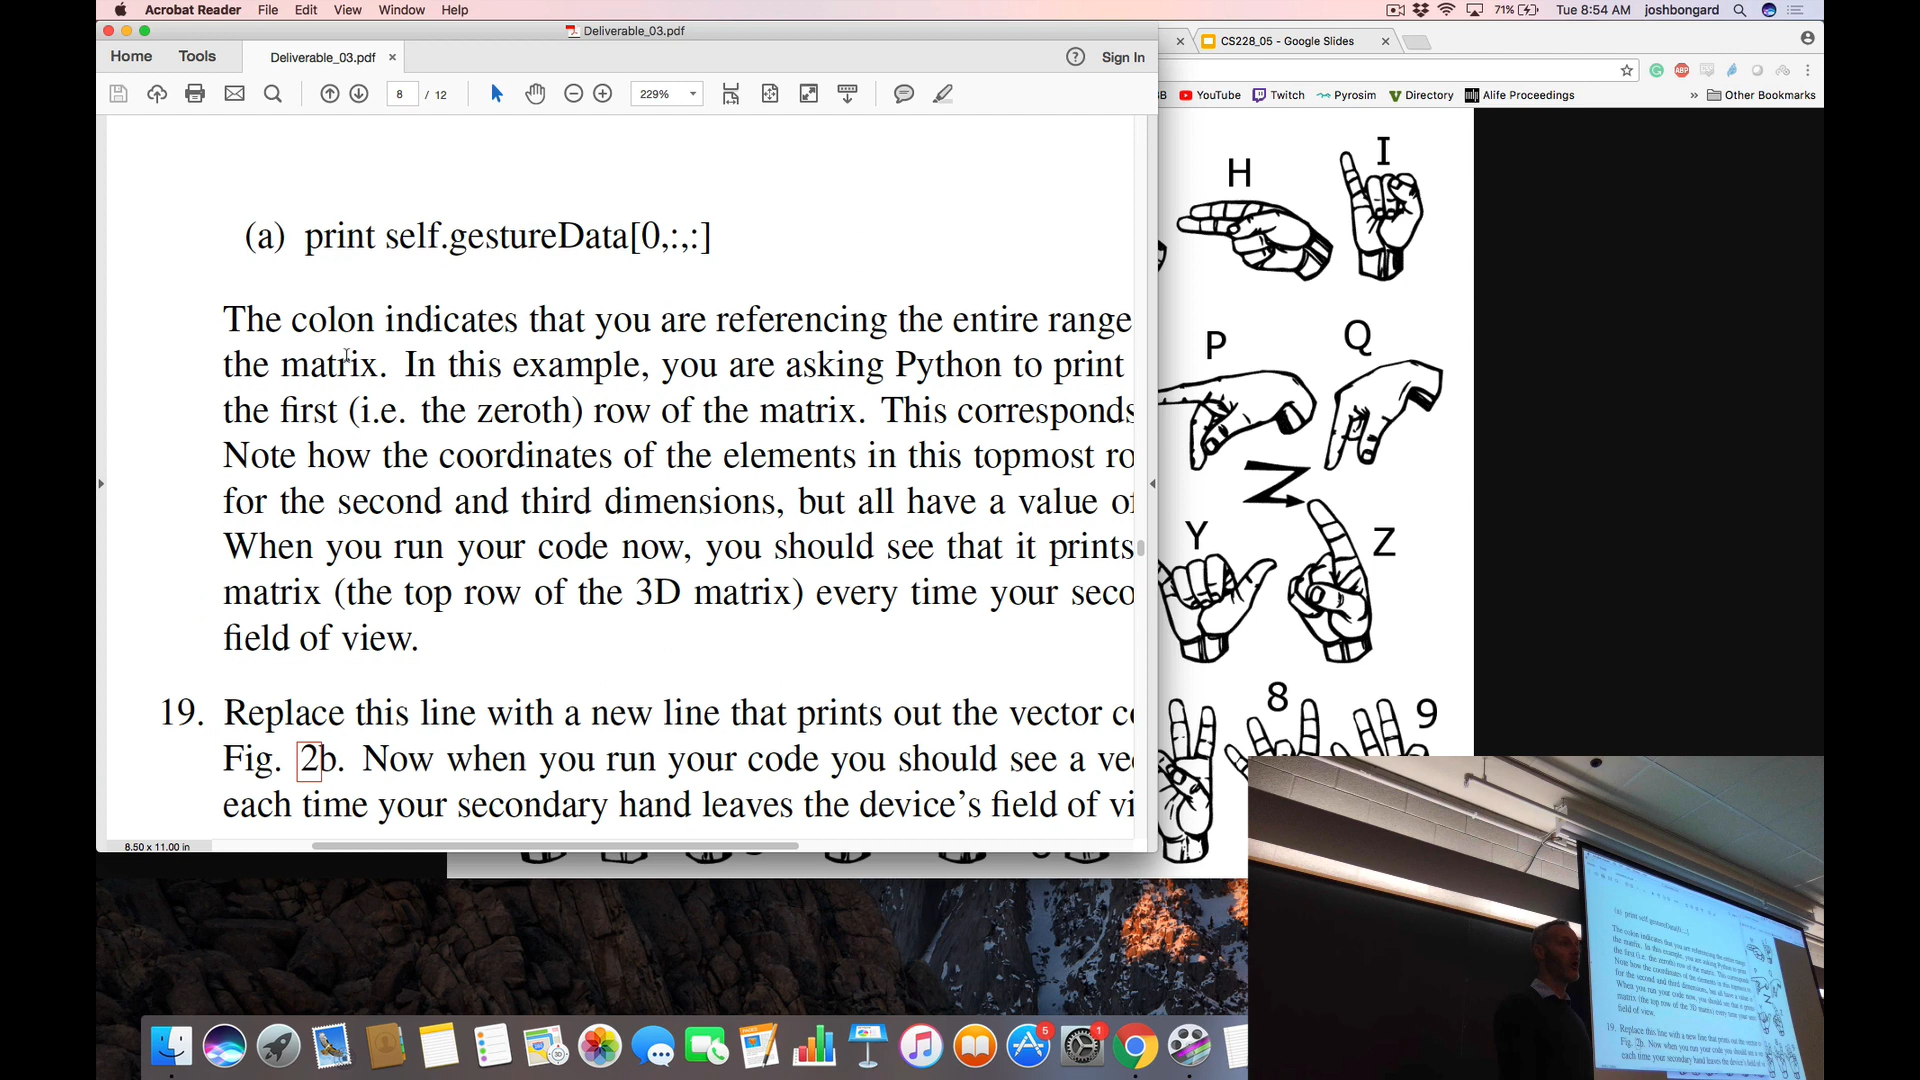 Acrobat Reader File Edit View Window Help
71% Tue 8:54 AM joshbongard
Deliverable_03.pdf
Home Tools Deliverable_03.pdf × Sign In
8 / 12 229%
CS228_05 - Google Slides
YouTube Twitch Pyrosim Directory Alife Proceedings » Other Bookmarks
(a) print self.gestureData[0,:,:]
The colon indicates that you are referencing the entire range
the matrix. In this example, you are asking Python to print
the first (i.e. the zeroth) row of the matrix. This corresponds
Note how the coordinates of the elements in this topmost ro
for the second and third dimensions, but all have a value of
When you run your code now, you should see that it prints
matrix (the top row of the 3D matrix) every time your seco
field of view.
19. Replace this line with a new line that prints out the vector co
Fig. 2b. Now when you run your code you should see a vec
each time your secondary hand leaves the device's field of vi
8.50 x 11.00 in
H I
P Q
Y Z
8 9
5 1